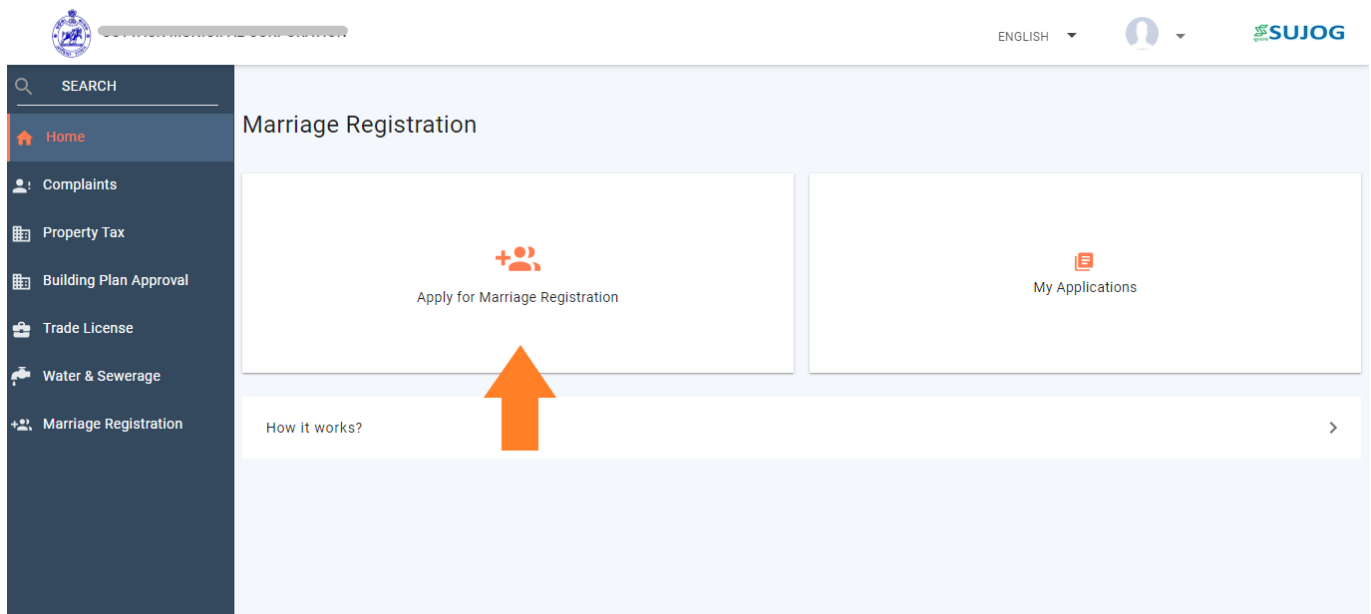 ENGLISH
SUJOG
SEARCH
Home
Complaints
Property Tax
Building Plan Approval
Trade License
Water & Sewerage
Marriage Registration
Marriage Registration
Apply for Marriage Registration
My Applications
How it works?